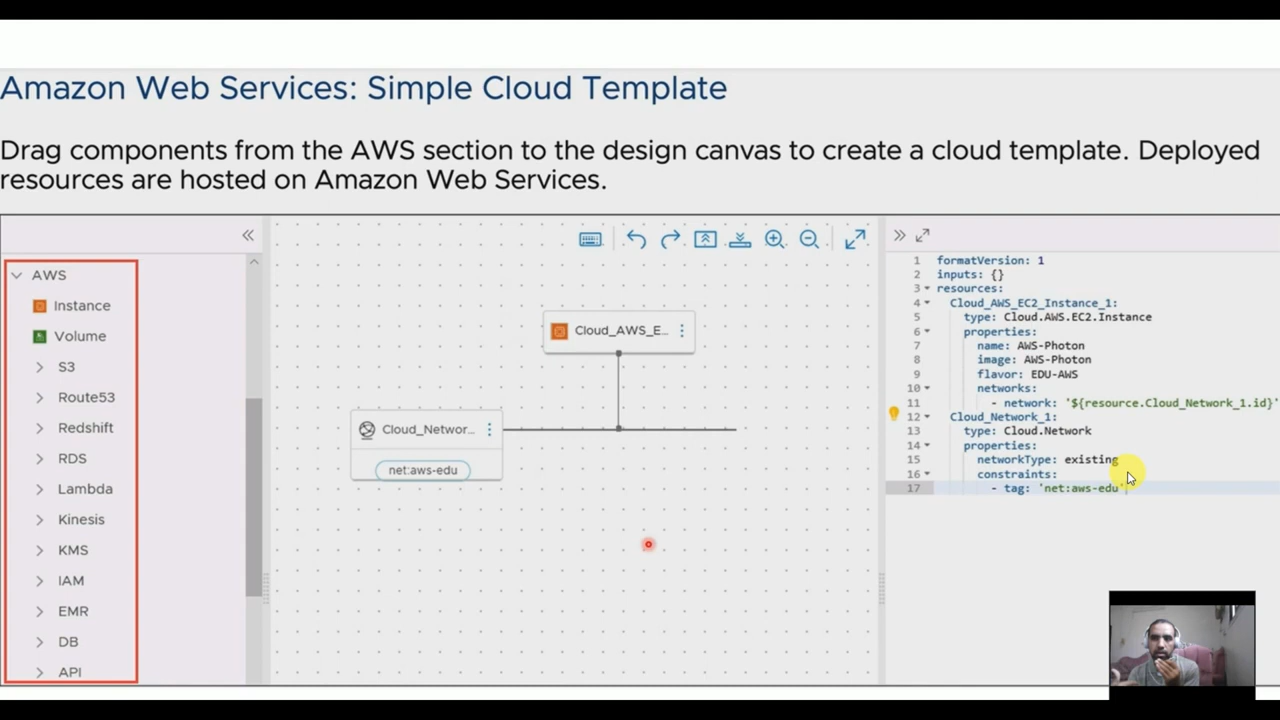 Amazon Web Services: Simple Cloud Template
Drag components from the AWS section to the design canvas to create a cloud template. Deployed
resources are hosted on Amazon Web Services.
AWS
Instance
Volume
S3
Route53
Redshift
RDS
Lambda
Kinesis
KMS
IAM
EMR
DB
API
Cloud_AWS_E...
Cloud_Networ...
net:aws-edu
1 formatVersion: 1
2 inputs: {}
3 resources:
4 Cloud_AWS_EC2_Instance_1:
5 type: Cloud.AWS.EC2.Instance
6 properties:
7 name: AWS-Photon
8 image: AWS-Photon
9 flavor: EDU-AWS
10 networks:
11 - network: '${resource.Cloud_Network_1.id}'
12 Cloud_Network_1:
13 type: Cloud.Network
14 properties:
15 networkType: existing
16 constraints:
17 - tag: 'net:aws-edu'